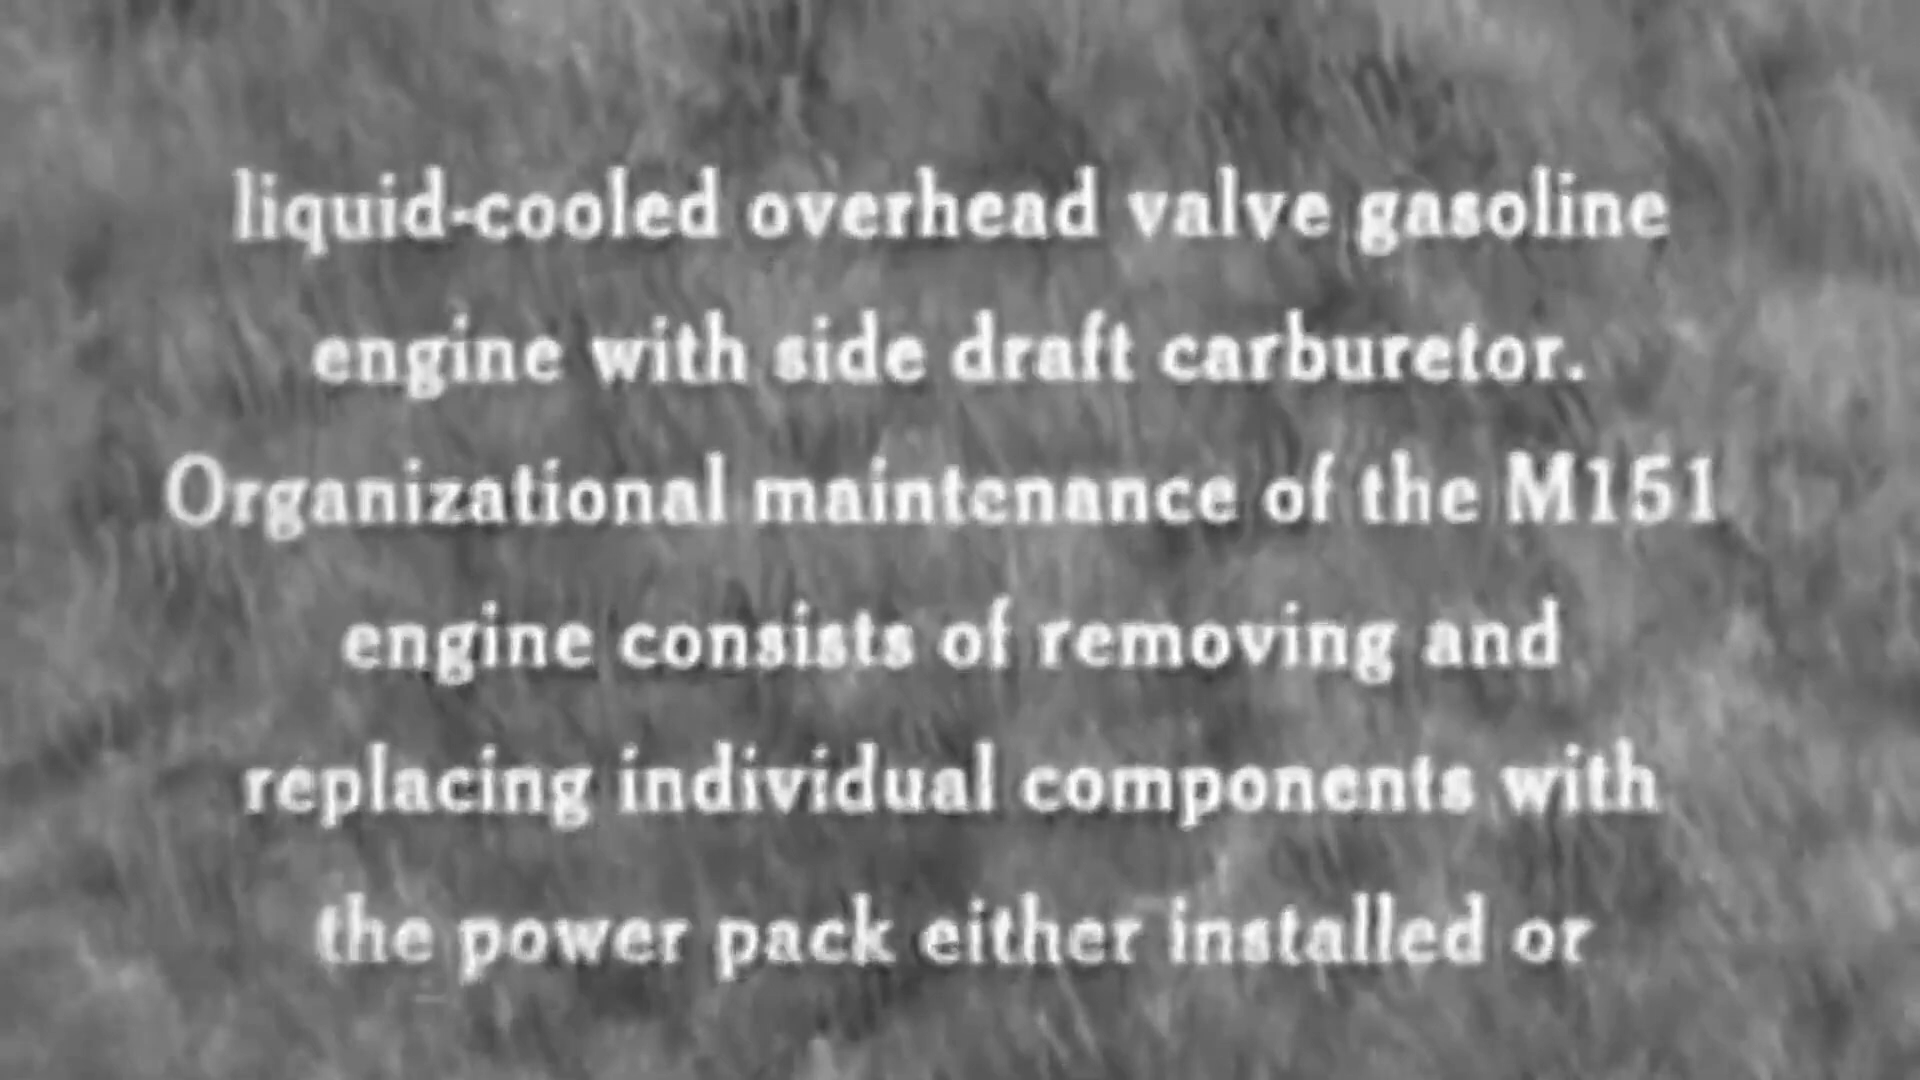 liquid-cooled overhead valve gasoline
engine with side draft carburetor.
Organizational maintenance of the M151
engine consists of removing and
replacing individual components with
the power pack either installed or